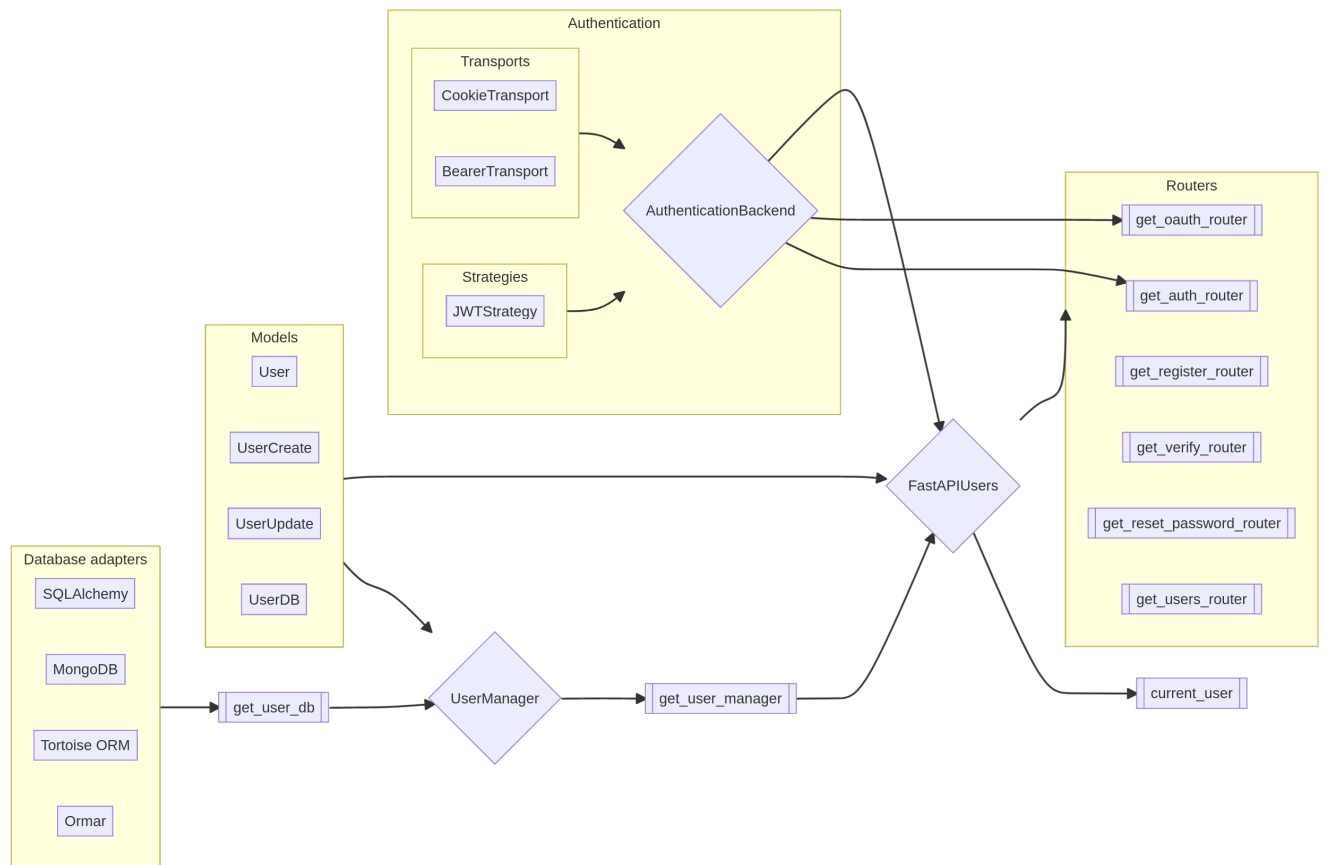 Authentication
Transports
CookieTransport
BearerTransport
Strategies
JWTStrategy
AuthenticationBackend
Routers
get_oauth_router
get_auth_router
get_register_router
get_verify_router
get_reset_password_router
get_users_router
Models
User
UserCreate
UserUpdate
UserDB
FastAPIUsers
Database adapters
SQLAlchemy
MongoDB
Tortoise ORM
Ormar
get_user_db
UserManager
get_user_manager
current_user